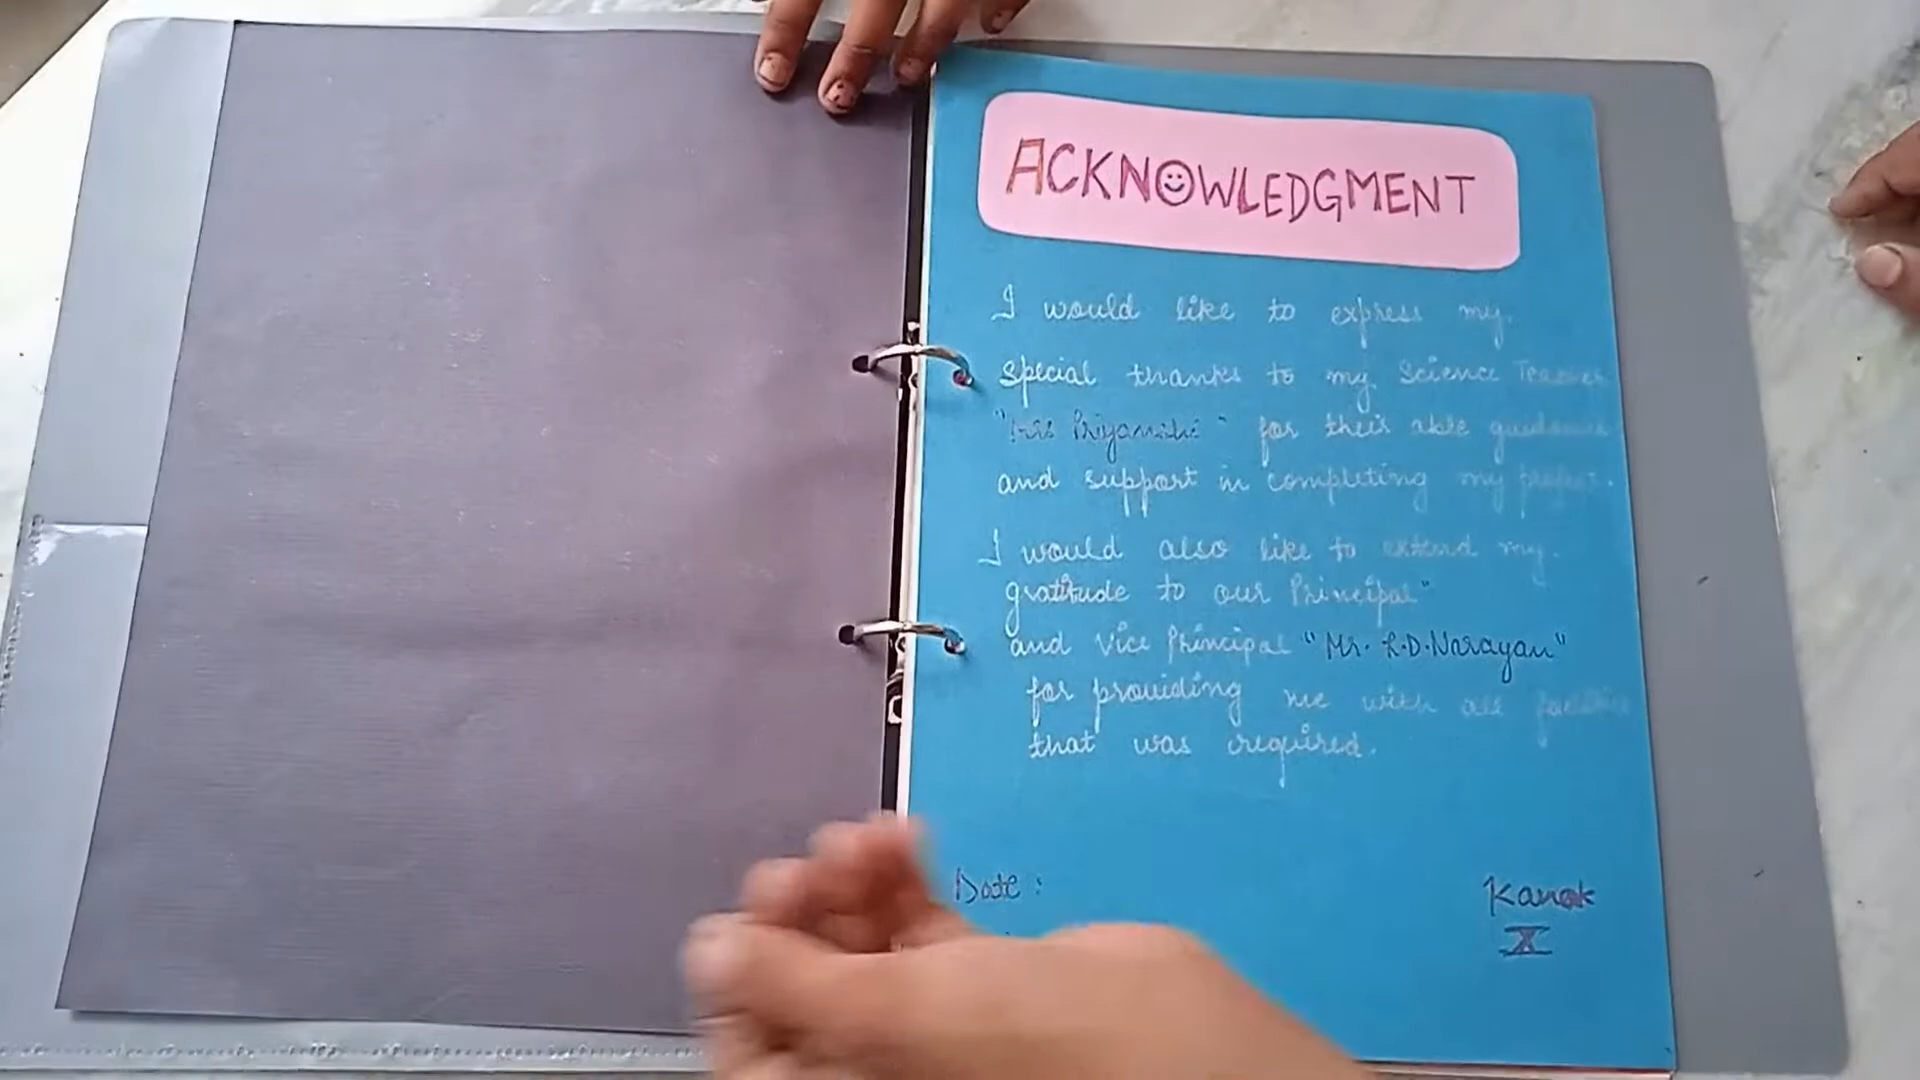 ACKNOWLEDGMENT
I would like to express my.
special thanks to my Science Teacher
for their able guidance
and support in completing my project.
I would also like to extend my.
gratitude to our Principal"
and Vice Principal "Mr. L.D.Narayan"
for providing me with all
that was required.
Date :
Kanak
X